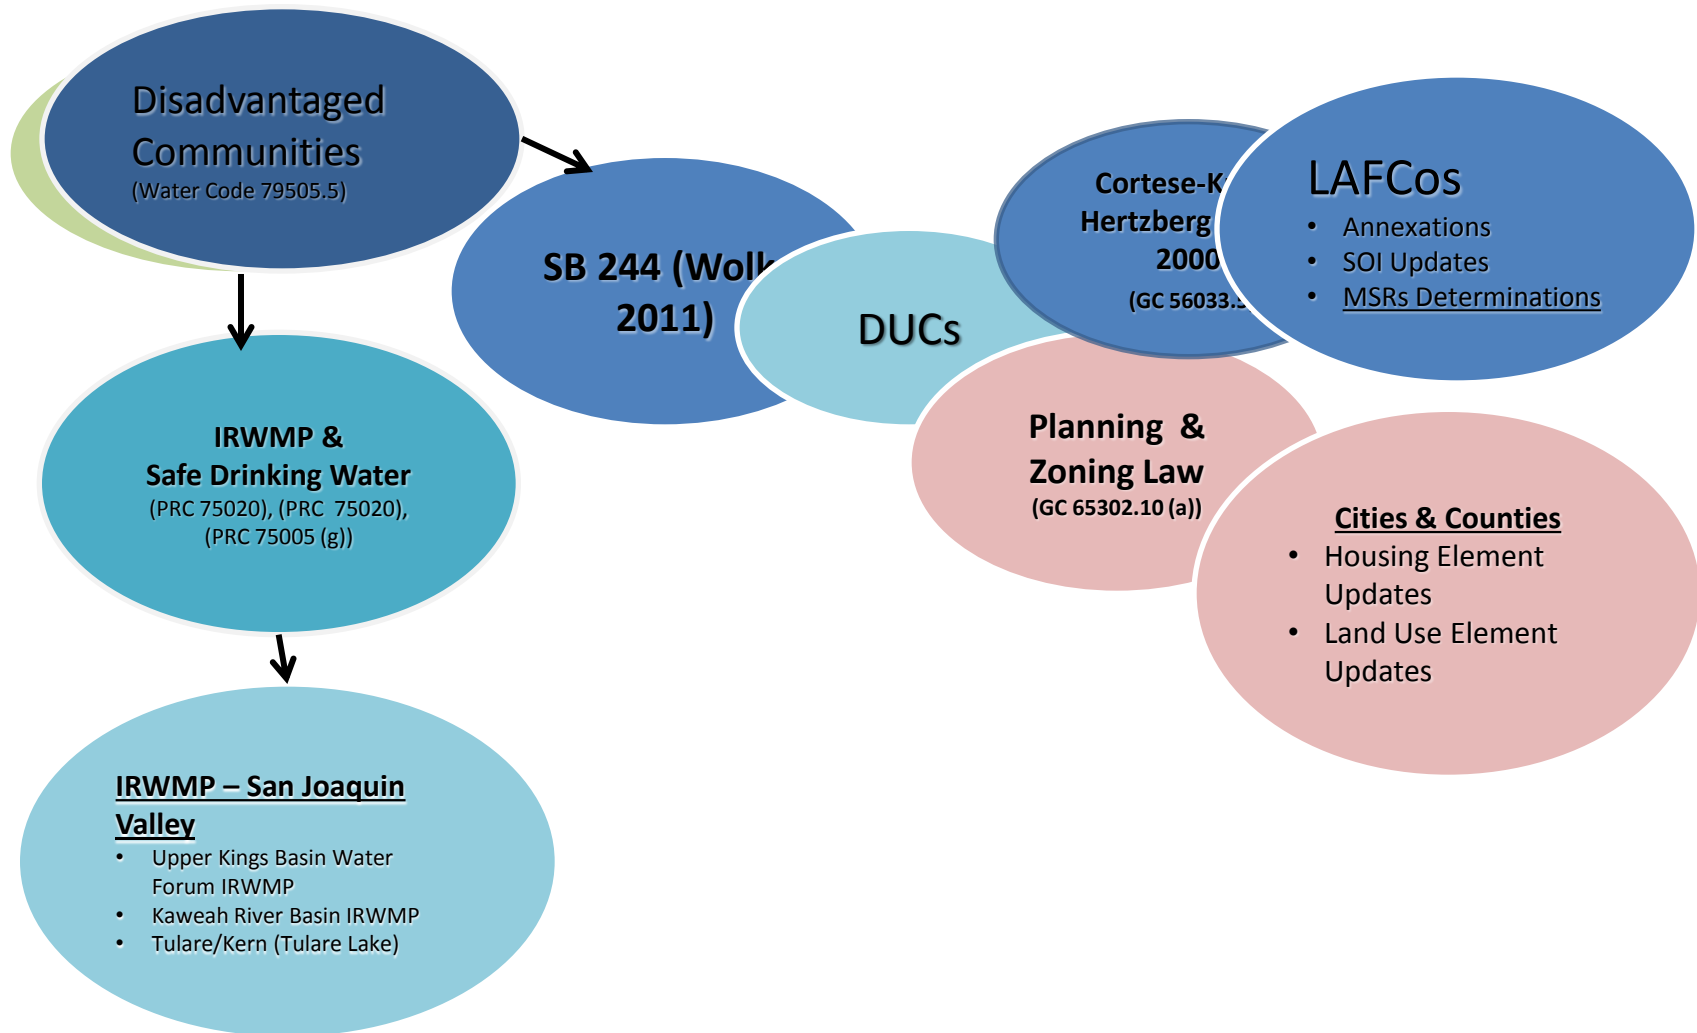 Disadvantaged
Communities
(Water Code 79505.5)
SB 244 (Wolk
2011)
DUCs
Cortese-K
Hertzberg
2000
(GC 56033.5
LAFCos
• Annexations
• SOI Updates
• MSRs Determinations
IRWMP &
Safe Drinking Water
(PRC 75020), (PRC 75020),
(PRC 75005 (g))
Planning &
Zoning Law
(GC 65302.10 (a))
Cities & Counties
• Housing Element
Updates
• Land Use Element
Updates
IRWMP – San Joaquin
Valley
• Upper Kings Basin Water
Forum IRWMP
• Kaweah River Basin IRWMP
• Tulare/Kern (Tulare Lake)